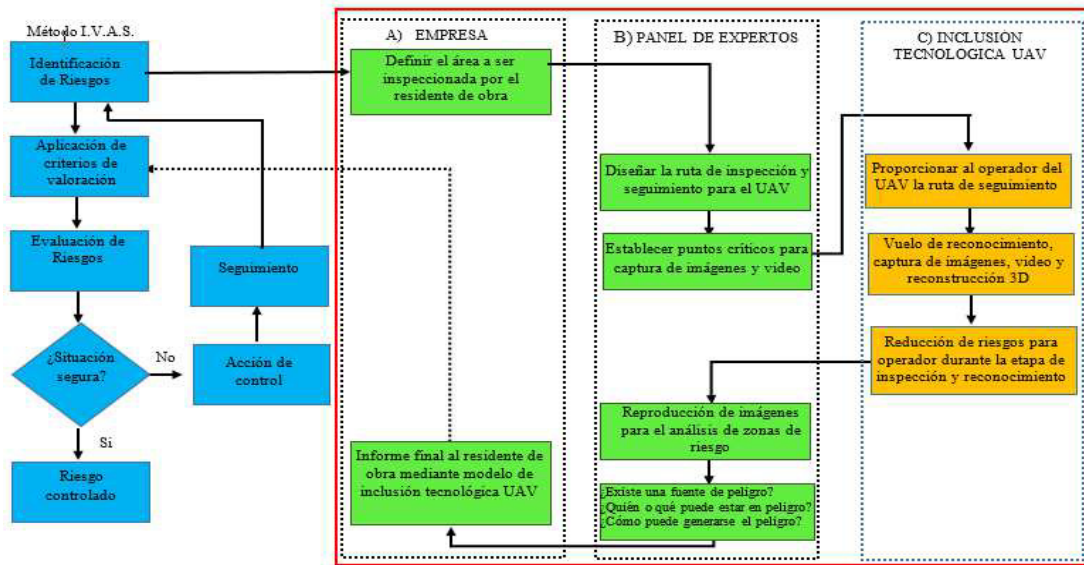 Método I.V.A.S.
Identificación
de Riesgos
Aplicación de
criterios de
valoración
Evaluación de
Riesgos
¿Situación
segura?
No
Si
Riesgo
controlado
Seguimiento
Acción de
control
A) EMPRESA
Definir el área a ser
inspeccionada por el
residente de obra
Informe final al residente de
obra mediante modelo de
inclusión tecnológica UAV
B) PANEL DE EXPERTOS
Diseñar la ruta de inspección y
seguimiento para el UAV
Establecer puntos críticos para
captura de imágenes y video
Reproducción de imágenes
para el análisis de zonas de
riesgo
¿Existe una fuente de peligro?
¿Quién o qué puede estar en peligro?
¿Cómo puede generarse el peligro?
C) INCLUSIÓN
TECNOLOGICA UAV
Proporcionar al operador del
UAV la ruta de seguimiento
Vuelo de reconocimiento,
captura de imágenes, video y
reconstrucción 3D
Reducción de riesgos para
operador durante la etapa de
inspección y reconocimiento